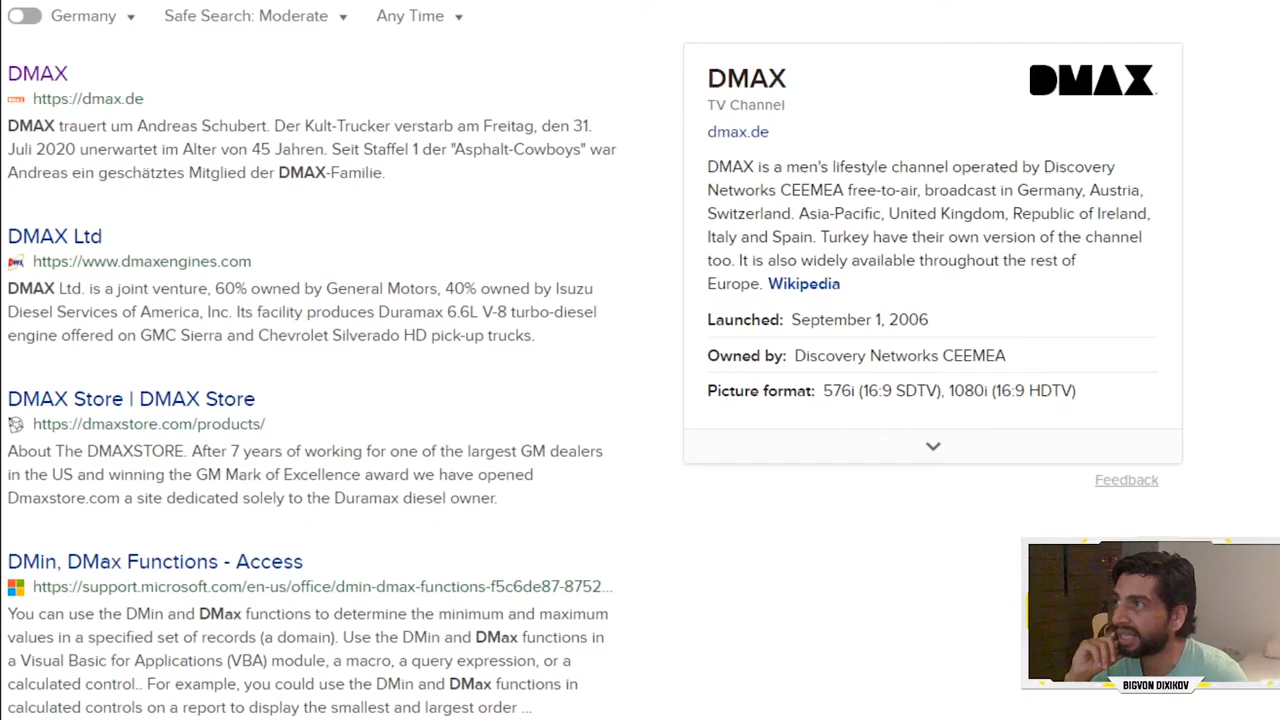 Germany Safe Search: Moderate Any Time
DMAX
https://dmax.de
DMAX trauert um Andreas Schubert. Der Kult-Trucker verstarb am Freitag, den 31.
Juli 2020 unerwartet im Alter von 45 Jahren. Seit Staffel 1 der "Asphalt-Cowboys" war
Andreas ein geschätztes Mitglied der DMAX-Familie.
DMAX Ltd
https://www.dmaxengines.com
DMAX Ltd. is a joint venture, 60% owned by General Motors, 40% owned by Isuzu
Diesel Services of America, Inc. Its facility produces Duramax 6.6L V-8 turbo-diesel
engine offered on GMC Sierra and Chevrolet Silverado HD pick-up trucks.
DMAX Store | DMAX Store
https://dmaxstore.com/products/
About The DMAXSTORE. After 7 years of working for one of the largest GM dealers
in the US and winning the GM Mark of Excellence award we have opened
Dmaxstore.com a site dedicated solely to the Duramax diesel owner.
DMin, DMax Functions - Access
https://support.microsoft.com/en-us/office/dmin-dmax-functions-f5c6de87-8752...
You can use the DMin and DMax functions to determine the minimum and maximum
values in a specified set of records (a domain). Use the DMin and DMax functions in
a Visual Basic for Applications (VBA) module, a macro, a query expression, or a
calculated control.. For example, you could use the DMin and DMax functions in
calculated controls on a report to display the smallest and largest order ...
DMAX
DMAX
TV Channel
dmax.de
DMAX is a men's lifestyle channel operated by Discovery
Networks CEEMEA free-to-air, broadcast in Germany, Austria,
Switzerland. Asia-Pacific, United Kingdom, Republic of Ireland,
Italy and Spain. Turkey have their own version of the channel
too. It is also widely available throughout the rest of
Europe. Wikipedia
Launched: September 1, 2006
Owned by: Discovery Networks CEEMEA
Picture format: 576i (16:9 SDTV), 1080i (16:9 HDTV)
Feedback
BIGVON DIXIKOV